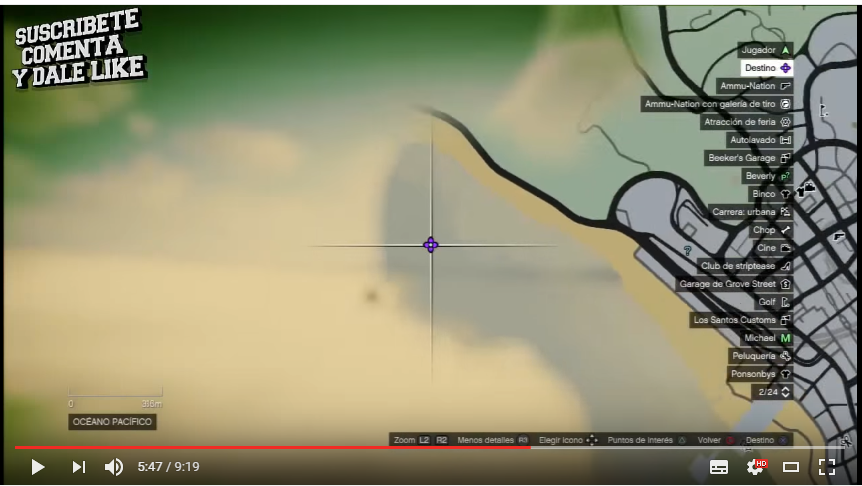 SUSCRIBETE
COMENTA
Y DALE LIKE
Jugador
Destino
Ammu-Nation
Ammu-Nation con galería de tiro
Atracción de feria
Autolavado
Beeker's Garage
Beverly
Binco
Carrera: urbana
Chop
Cine
Club de striptease
Garage de Grove Street
Golf
Los Santos Customs
Michael
Peluquería
Ponsonbys
2/24
0 316m
OCÉANO PACÍFICO
Zoom L2 R2 Menos detalles R3 Elegir icono Puntos de interés Volver Destino
5:47 / 9:19
HD